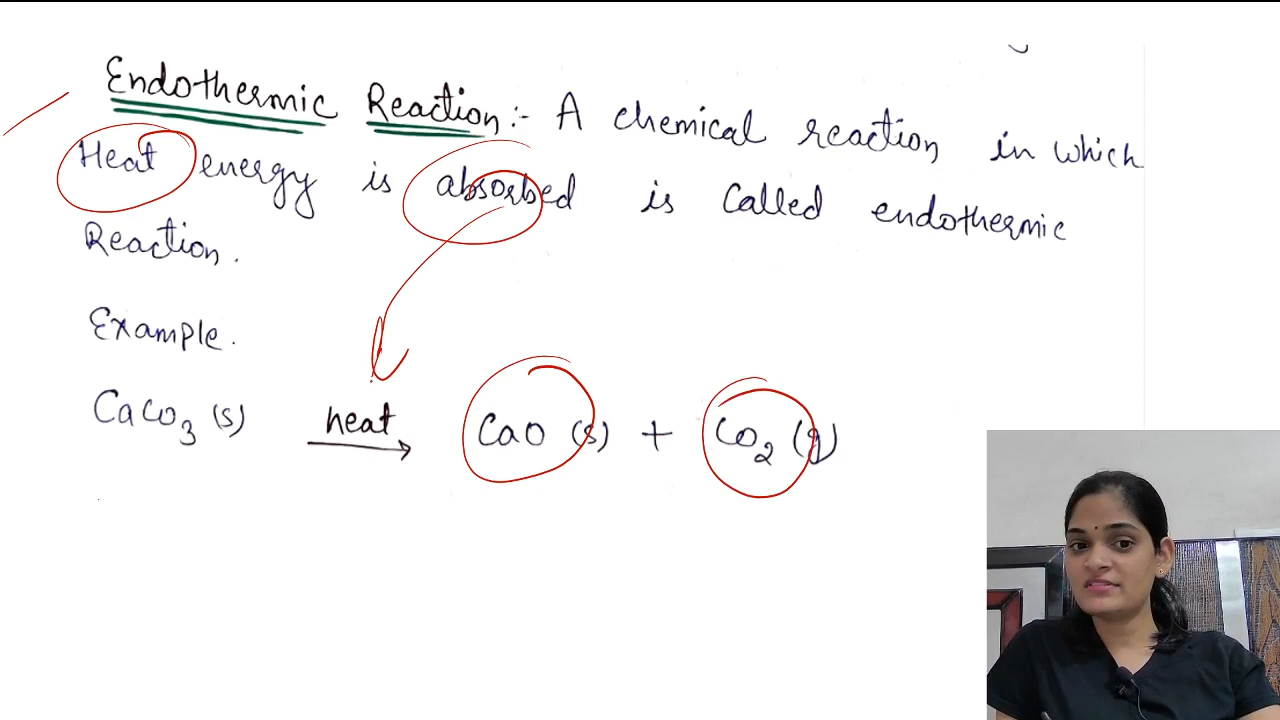 Endothermic Reaction :- A chemical reaction in which
Heat energy is absorbed is called endothermic
Reaction.
Example.
CaCO₃ (s) heat → CaO (s) + CO₂ (g)